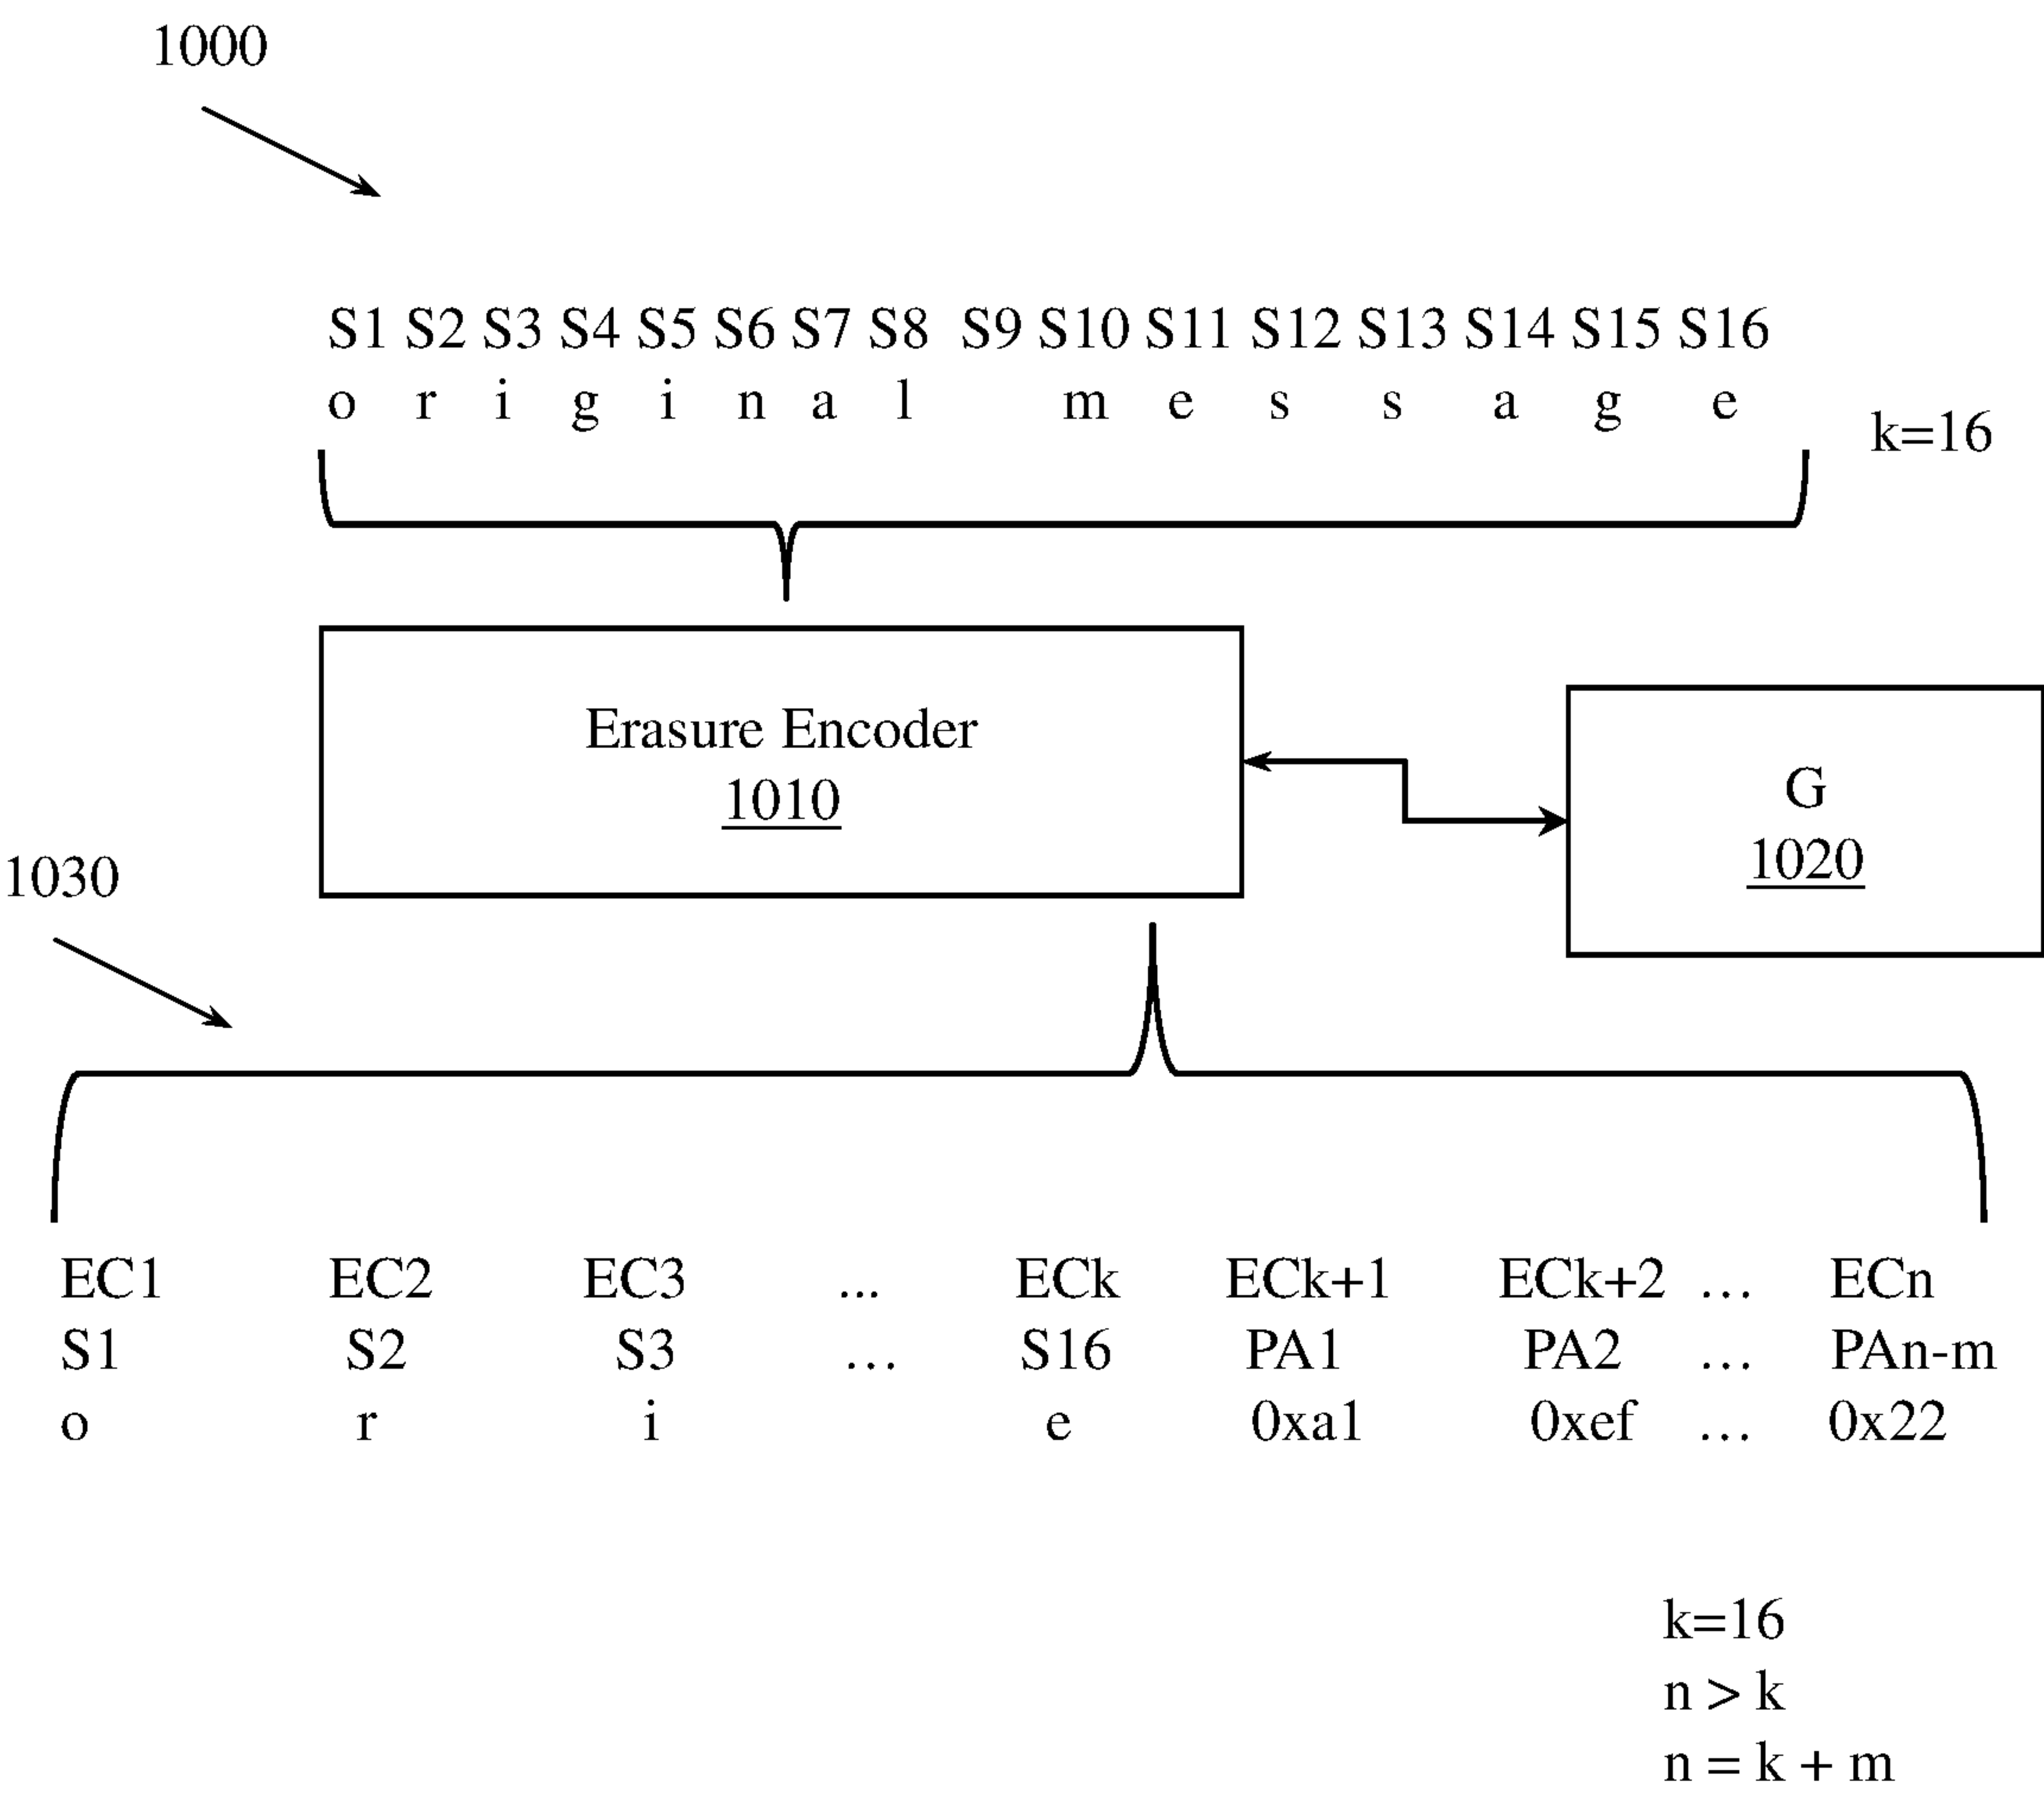 1000
S1 S2 S3 S4 S5 S6 S7 S8 S9 S10 S11 S12 S13 S14 S15 S16
o r i g i n a l m e s s a g e
k=16
Erasure Encoder
1010
G
1020
1030
EC1 EC2 EC3 ... ECk ECk+1 ECk+2 ... ECn
S1 S2 S3 ... S16 PA1 PA2 ... PAn-m
o r i e 0xa1 0xef ... 0x22
k=16
n > k
n = k + m